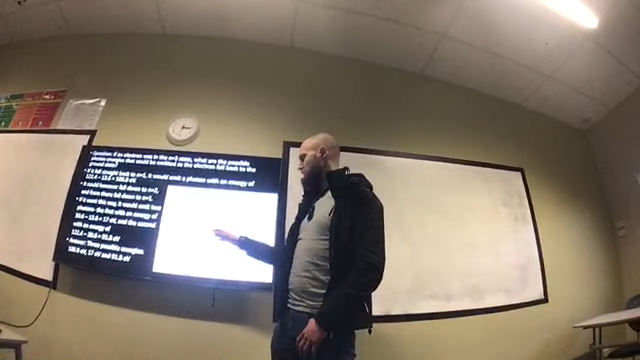 Question: If an electron was in the n=3 state, what are the possible
photon energies that could be emitted as the electron fell back to the
ground state?
If it fell straight back to n=1, it would emit a photon with an energy of
122.4 – 13.6 = 108.8 eV
It could however fall down to n=2,
and from there fall down to n=1.
If it went this way, it would emit two
photons- the first with an energy of
30.6 – 13.6 = 17 eV, and the second
with an energy of
122.4 – 30.6 = 91.8 eV
Answer: Three possible energies:
108.8 eV, 17 eV and 91.8 eV